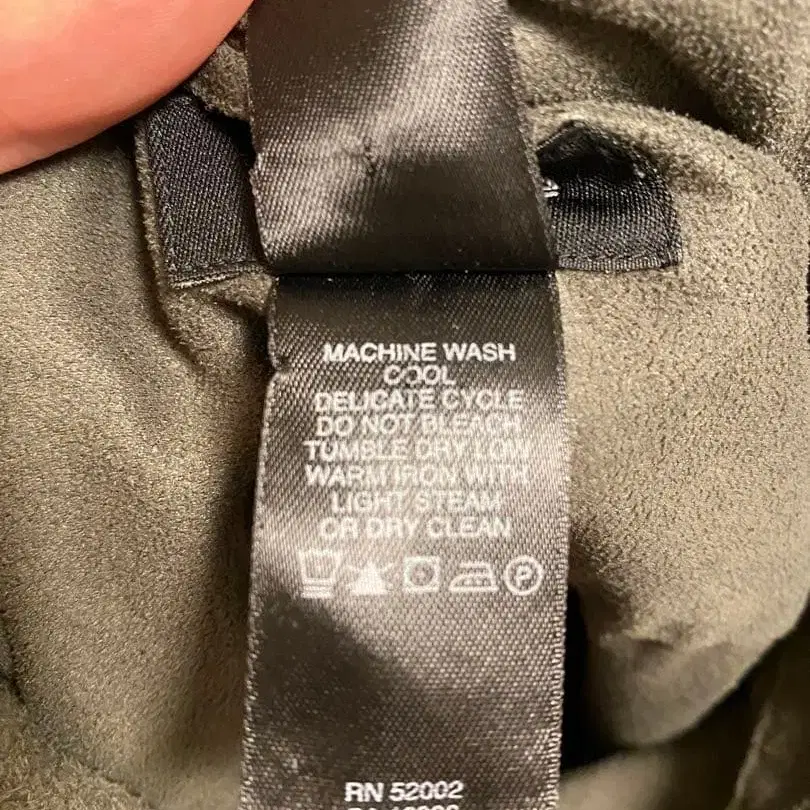 MACHINE WASH
COOL
DELICATE CYCLE
DO NOT BLEACH
TUMBLE DRY LOW
WARM IRON WITH
LIGHT STEAM
OR DRY CLEAN
P
RN 52002